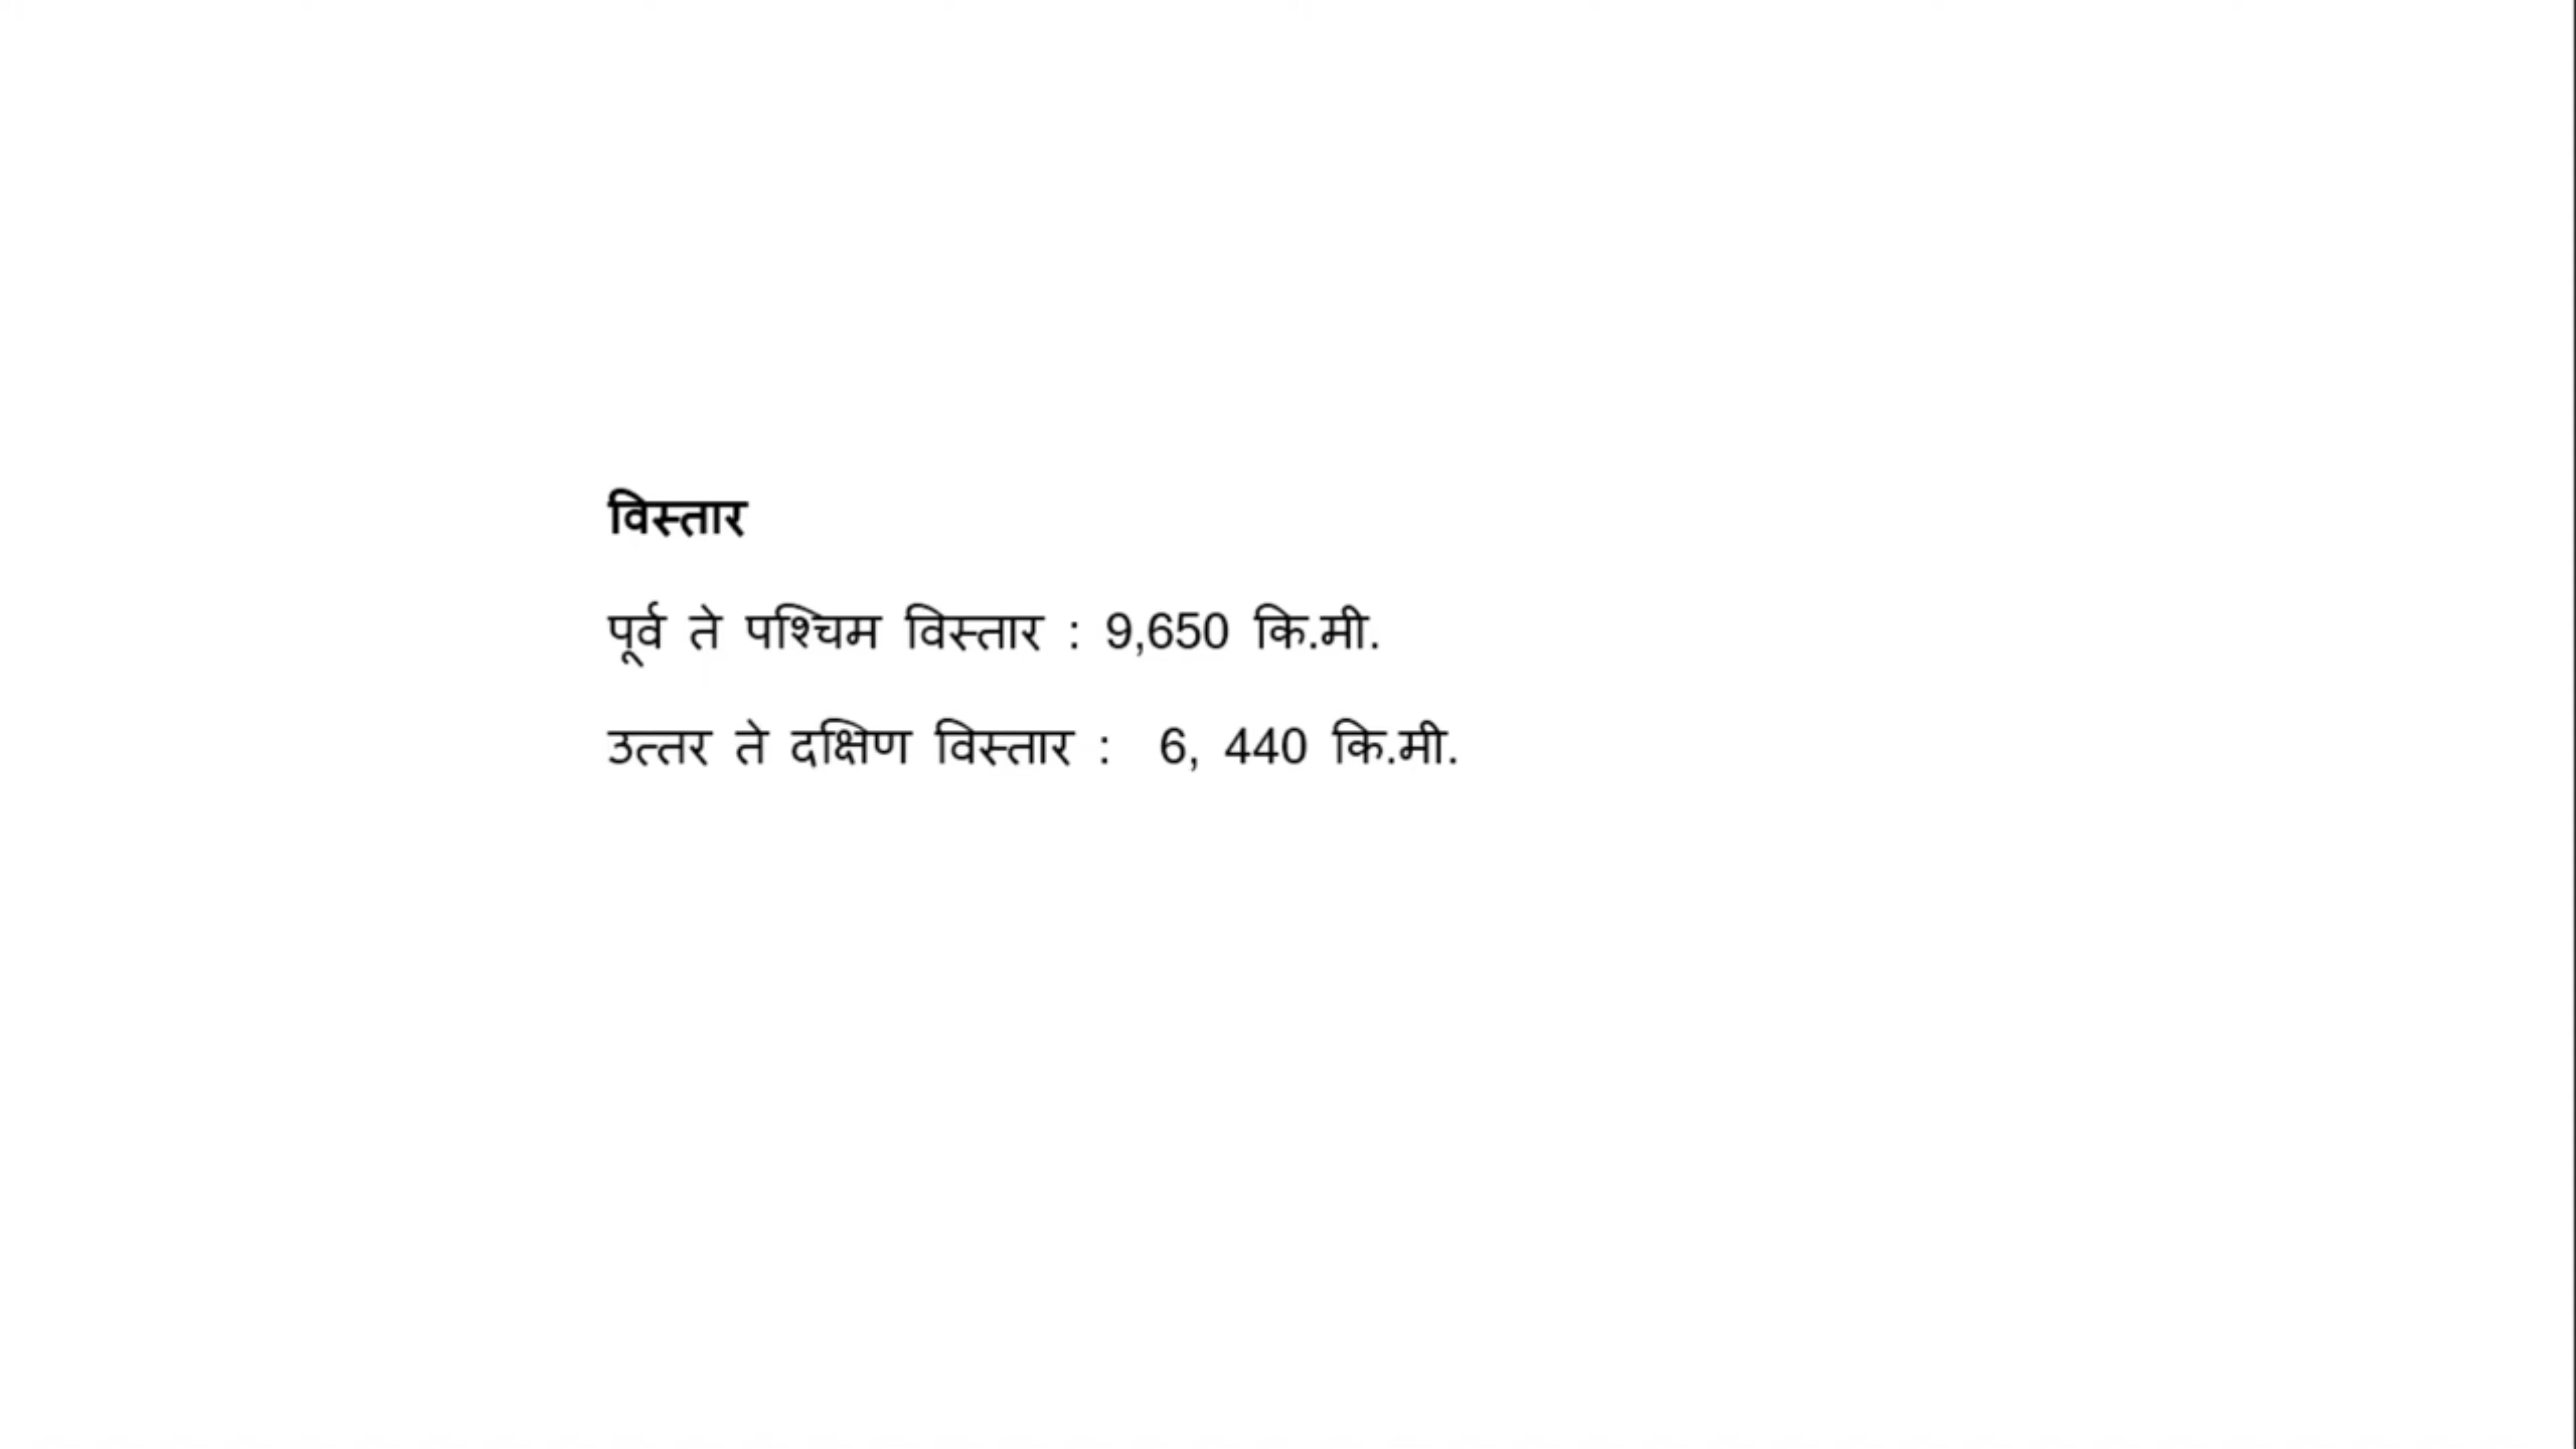 विस्तार
पूर्व ते पश्चिम विस्तार : 9,650 कि.मी.
उत्तर ते दक्षिण विस्तार : 6, 440 कि.मी.